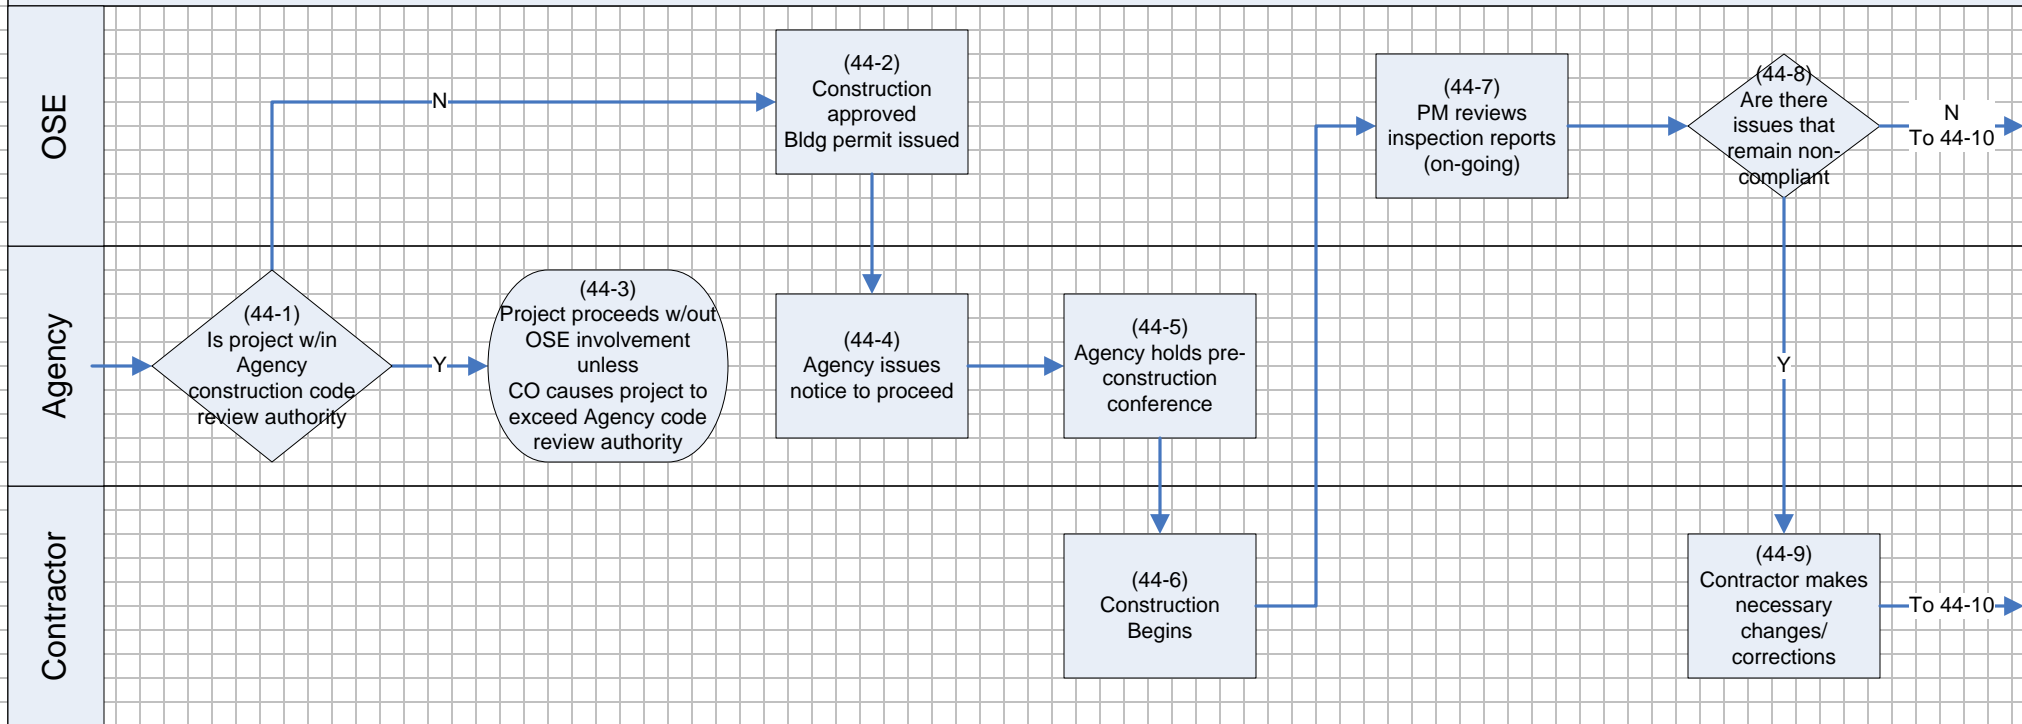 OSE
(44-2)
Construction
approved
Bldg permit issued
N
(44-7)
PM reviews
inspection reports
(on-going)
(44-8)
Are there
issues that
remain non-
compliant
N
To 44-10
Agency
(44-1)
Is project w/in
Agency
construction code
review authority
Y
(44-3)
Project proceeds w/out
OSE involvement
unless
CO causes project to
exceed Agency code
review authority
(44-4)
Agency issues
notice to proceed
(44-5)
Agency holds pre-
construction
conference
Y
Contractor
(44-6)
Construction
Begins
(44-9)
Contractor makes
necessary
changes/
corrections
To 44-10